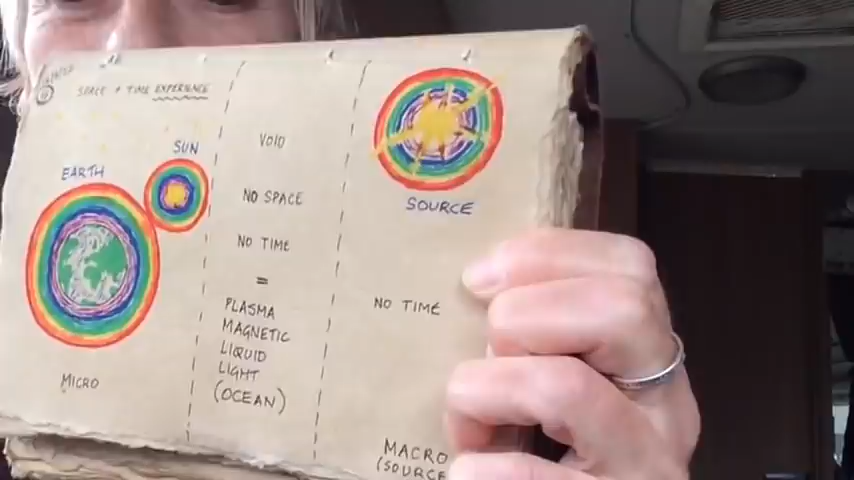 SPACE + TIME EXPERIENCE
EARTH
SUN
MICRO
VOID
NO SPACE
NO TIME
=
PLASMA
MAGNETIC
LIQUID
LIGHT
(OCEAN)
SOURCE
NO TIME
MACRO
(SOURCE